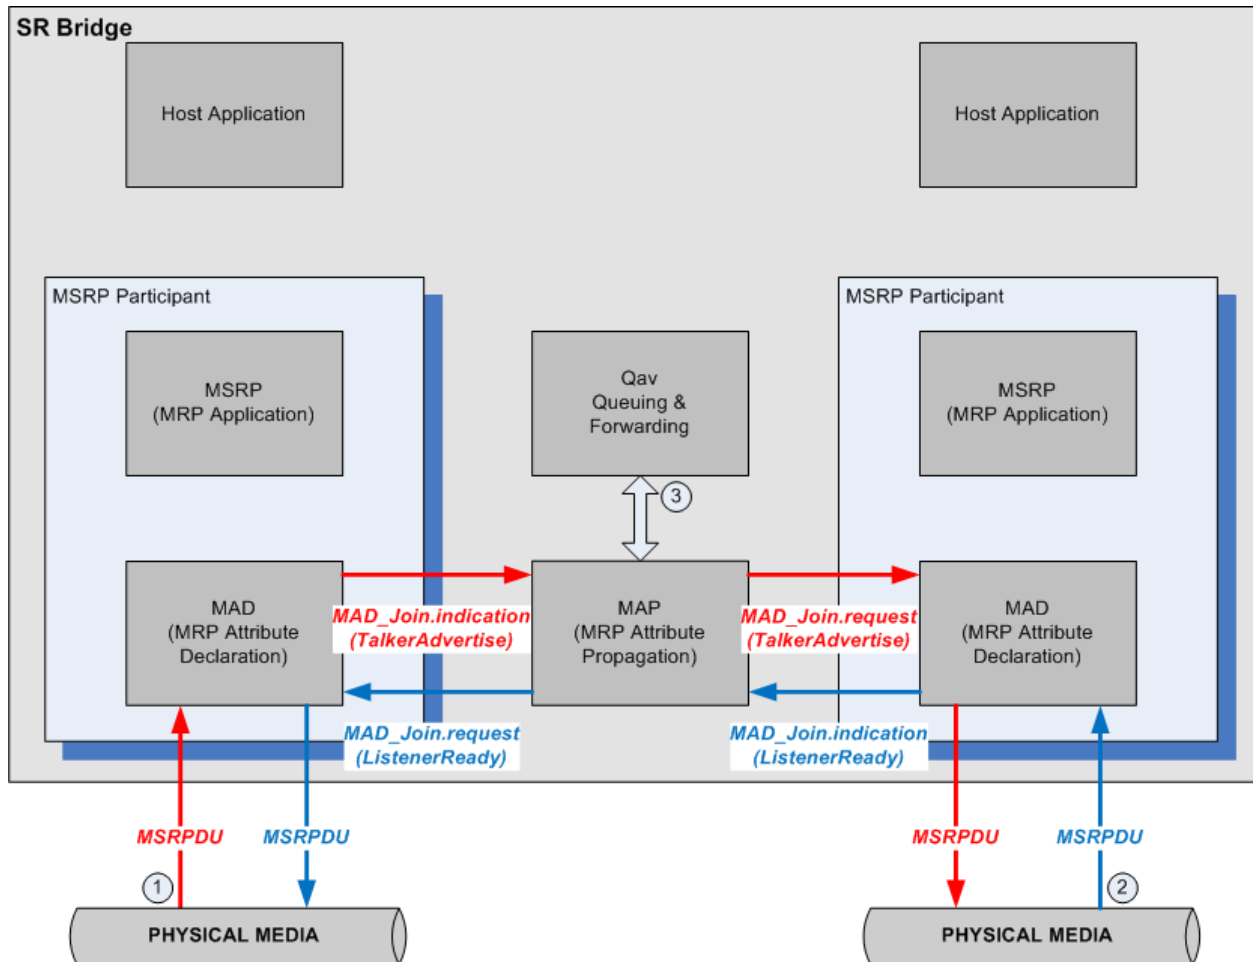 SR Bridge
Host Application
Host Application
MSRP Participant
MSRP Participant
MSRP
(MRP Application)
Qav
Queuing &
Forwarding
MSRP
(MRP Application)
3
MAD
(MRP Attribute
Declaration)
MAD_Join.indication
(TalkerAdvertise)
MAP
(MRP Attribute
Propagation)
MAD_Join.request
(TalkerAdvertise)
MAD
(MRP Attribute
Declaration)
MAD_Join.request
(ListenerReady)
MAD_Join.indication
(ListenerReady)
MSRPDU
MSRPDU
MSRPDU
MSRPDU
1
2
PHYSICAL MEDIA
PHYSICAL MEDIA